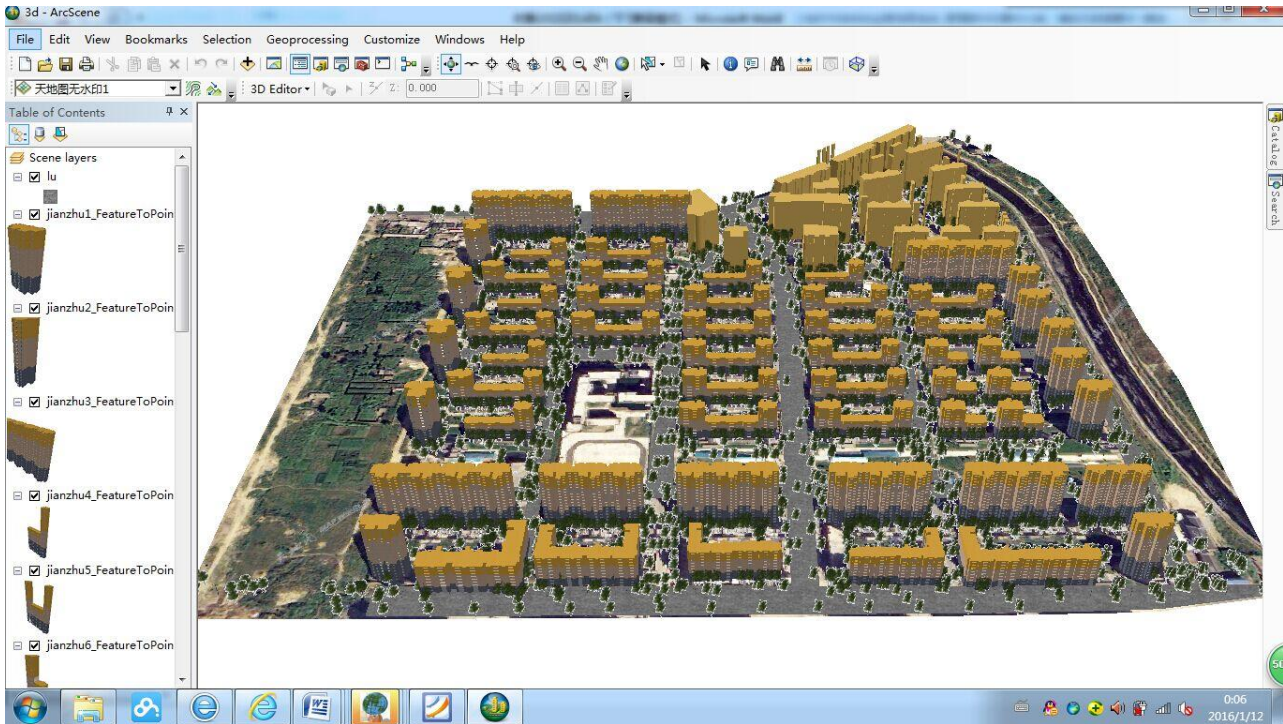 3d - ArcScene
File Edit View Bookmarks Selection Geoprocessing Customize Windows Help
天地图无水印1 3D Editor Z: 0.000
Table of Contents
Scene layers
lu
jianzhu1_FeatureToPoin
jianzhu2_FeatureToPoin
jianzhu3_FeatureToPoin
jianzhu4_FeatureToPoin
jianzhu5_FeatureToPoin
jianzhu6_FeatureToPoin
Catalog
Search
0:06
2016/1/12